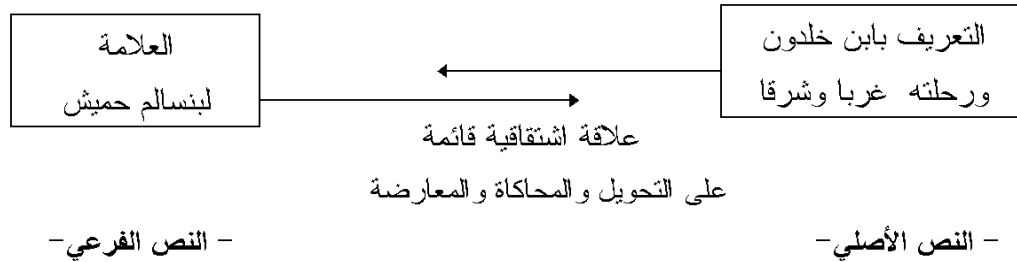 التعريف بابن خلدون
ورحلته غربا وشرقا
العلامة
لبنسالم حميش
علاقة اشتقاقية قائمة
على التحويل والمحاكاة والمعارضة
- النص الأصلي-
- النص الفرعي-